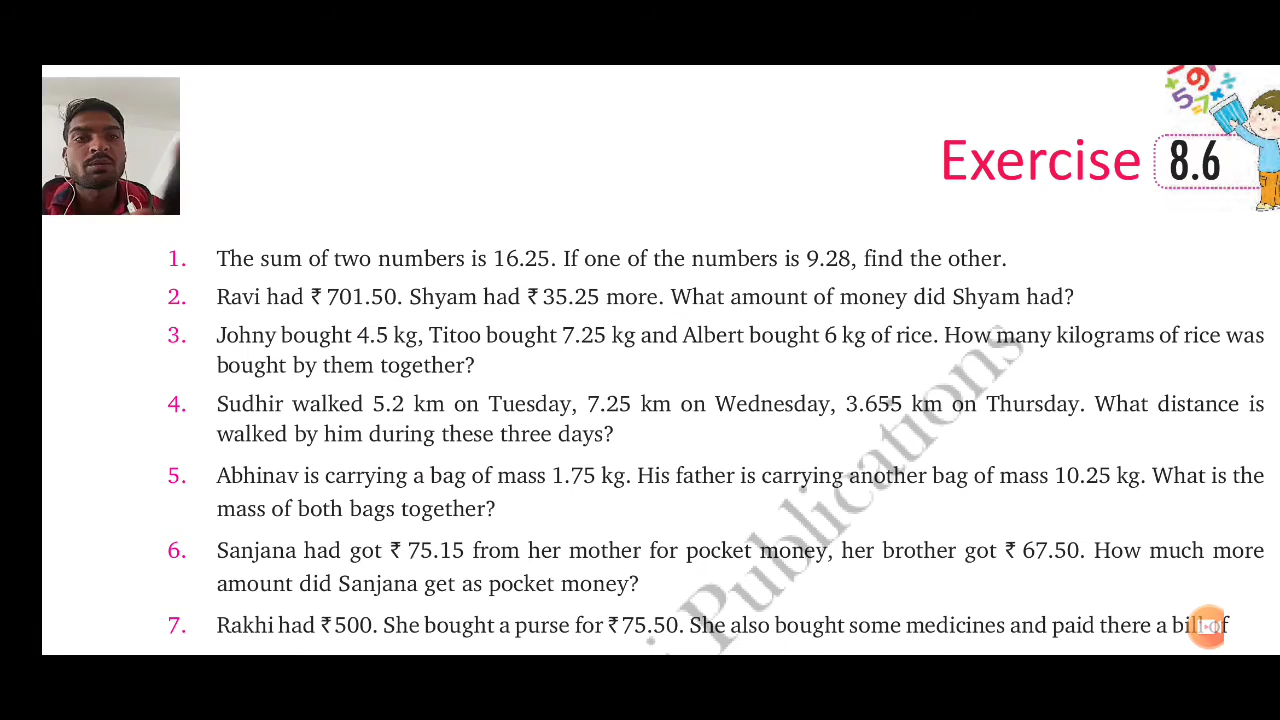 Exercise 8.6
1. The sum of two numbers is 16.25. If one of the numbers is 9.28, find the other.
2. Ravi had ₹ 701.50. Shyam had ₹ 35.25 more. What amount of money did Shyam had?
3. Johny bought 4.5 kg, Titoo bought 7.25 kg and Albert bought 6 kg of rice. How many kilograms of rice was
bought by them together?
4. Sudhir walked 5.2 km on Tuesday, 7.25 km on Wednesday, 3.655 km on Thursday. What distance is
walked by him during these three days?
5. Abhinav is carrying a bag of mass 1.75 kg. His father is carrying another bag of mass 10.25 kg. What is the
mass of both bags together?
6. Sanjana had got ₹ 75.15 from her mother for pocket money, her brother got ₹ 67.50. How much more
amount did Sanjana get as pocket money?
7. Rakhi had ₹ 500. She bought a purse for ₹ 75.50. She also bought some medicines and paid there a bill of
Publications